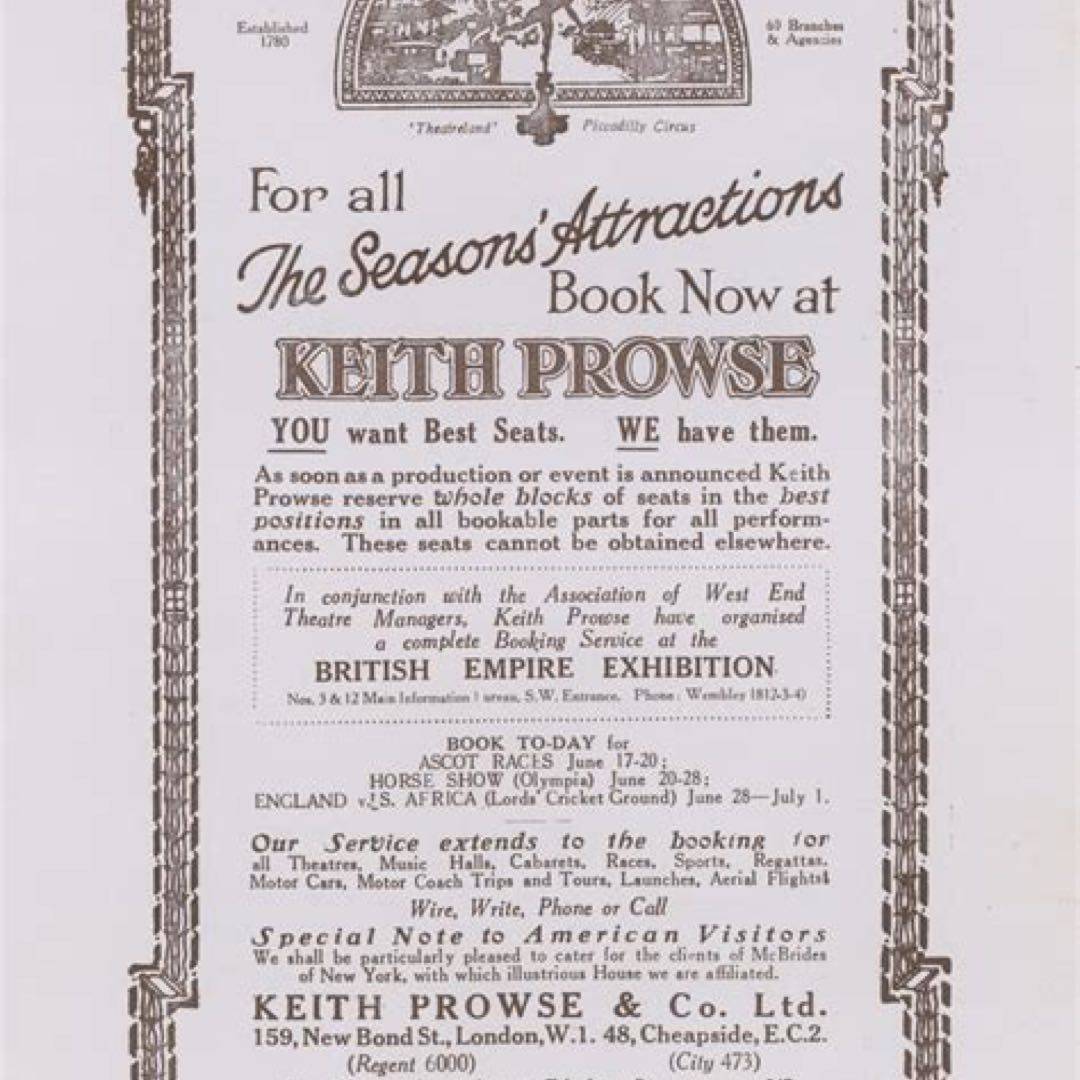 Established
1780
60 Branches
& Agencies
'Theatreland' Piccadilly Circus
For all
The Seasons' Attractions
Book Now at
KEITH PROWSE
YOU want Best Seats. WE have them.
As soon as a production or event is announced Keith
Prowse reserve whole blocks of seats in the best
positions in all bookable parts for all perform-
ances. These seats cannot be obtained elsewhere.
In conjunction with the Association of West End
Theatre Managers, Keith Prowse have organised
a complete Booking Service at the
BRITISH EMPIRE EXHIBITION
Nos. 3 & 12 Main Information Bureau, S.W. Entrance. Phone: Wembley 1812-3-4)
BOOK TO-DAY for
ASCOT RACES June 17-20;
HORSE SHOW (Olympia) June 20-28;
ENGLAND v. S. AFRICA (Lords' Cricket Ground) June 28—July 1.
Our Service extends to the booking for
all Theatres, Music Halls, Cabarets, Races, Sports, Regattas,
Motor Cars, Motor Coach Trips and Tours, Launches, Aerial Flights
Wire, Write, Phone or Call
Special Note to American Visitors
We shall be particularly pleased to cater for the clients of McBrides
of New York, with which illustrious House we are affiliated.
KEITH PROWSE & Co. Ltd.
159, New Bond St., London, W.1. 48, Cheapside, E.C.2.
(Regent 6000) (City 473)